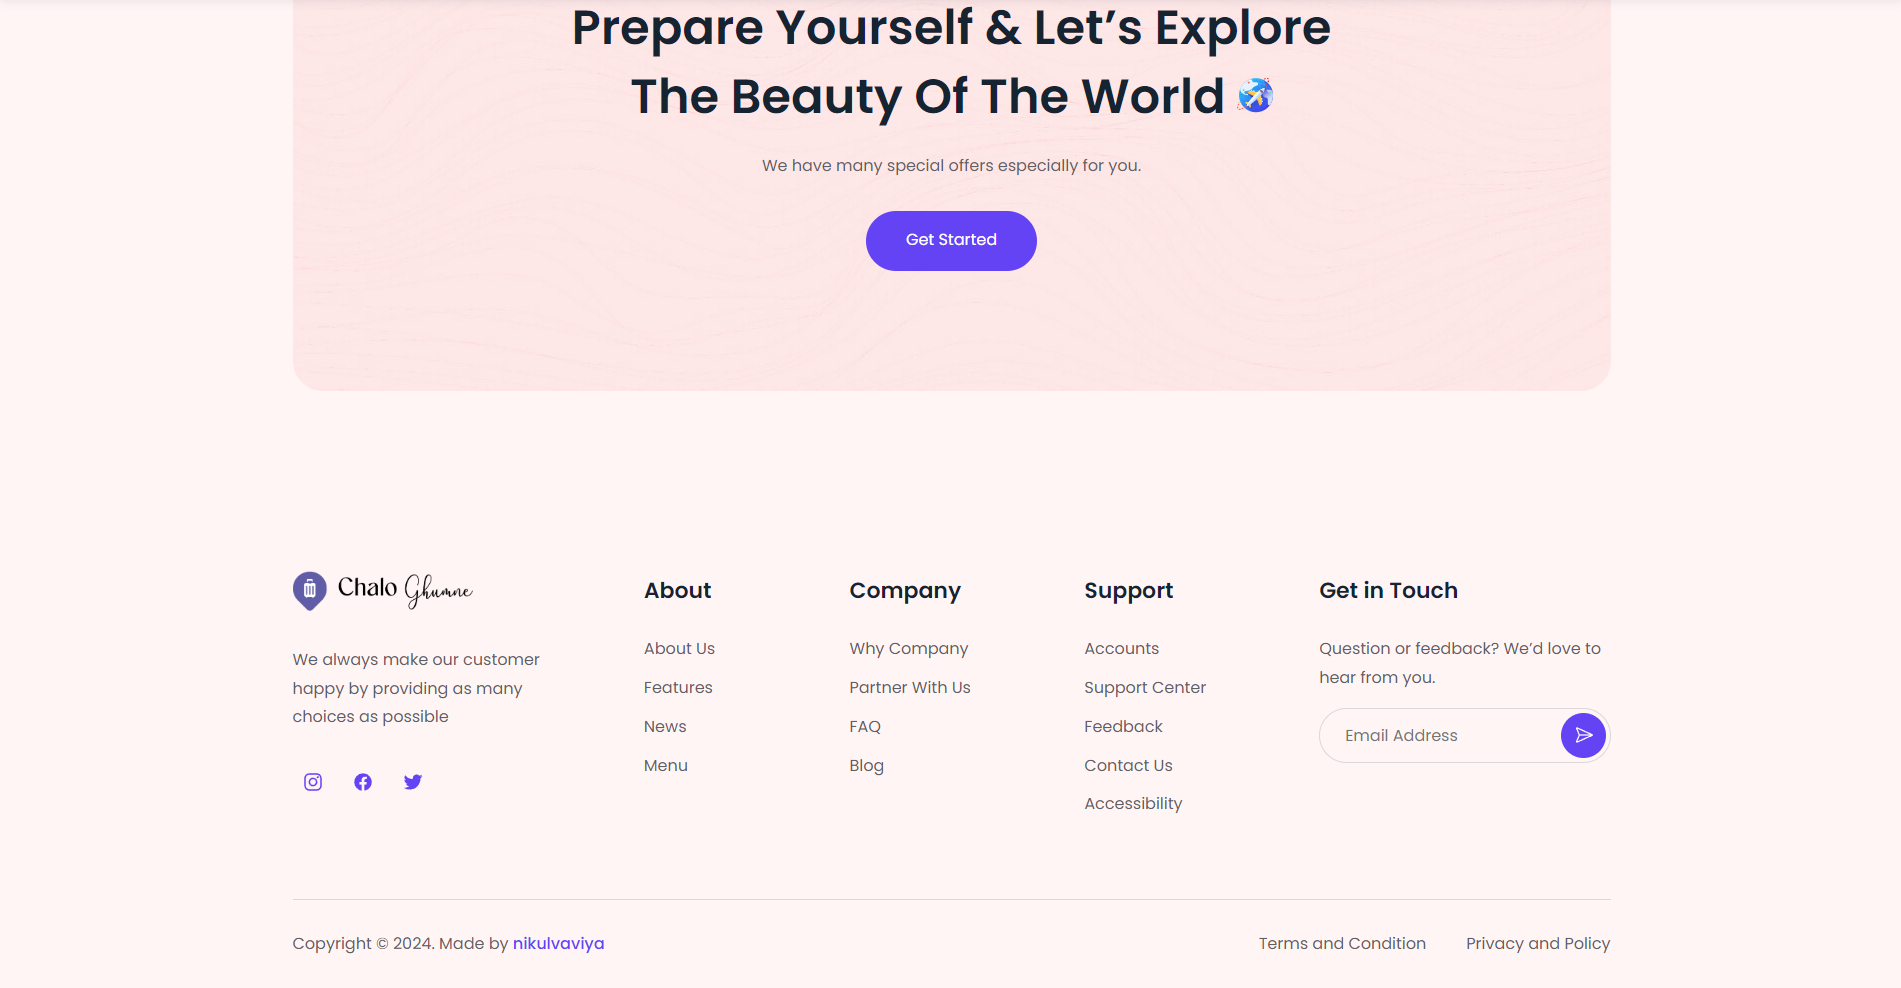 Prepare Yourself & Let’s Explore
The Beauty Of The World
We have many special offers especially for you.
Get Started
Chalo Ghumne
We always make our customer
happy by providing as many
choices as possible
About
About Us
Features
News
Menu
Company
Why Company
Partner With Us
FAQ
Blog
Support
Accounts
Support Center
Feedback
Contact Us
Accessibility
Get in Touch
Question or feedback? We’d love to
hear from you.
Email Address
Copyright © 2024. Made by nikulvaviya
Terms and Condition
Privacy and Policy